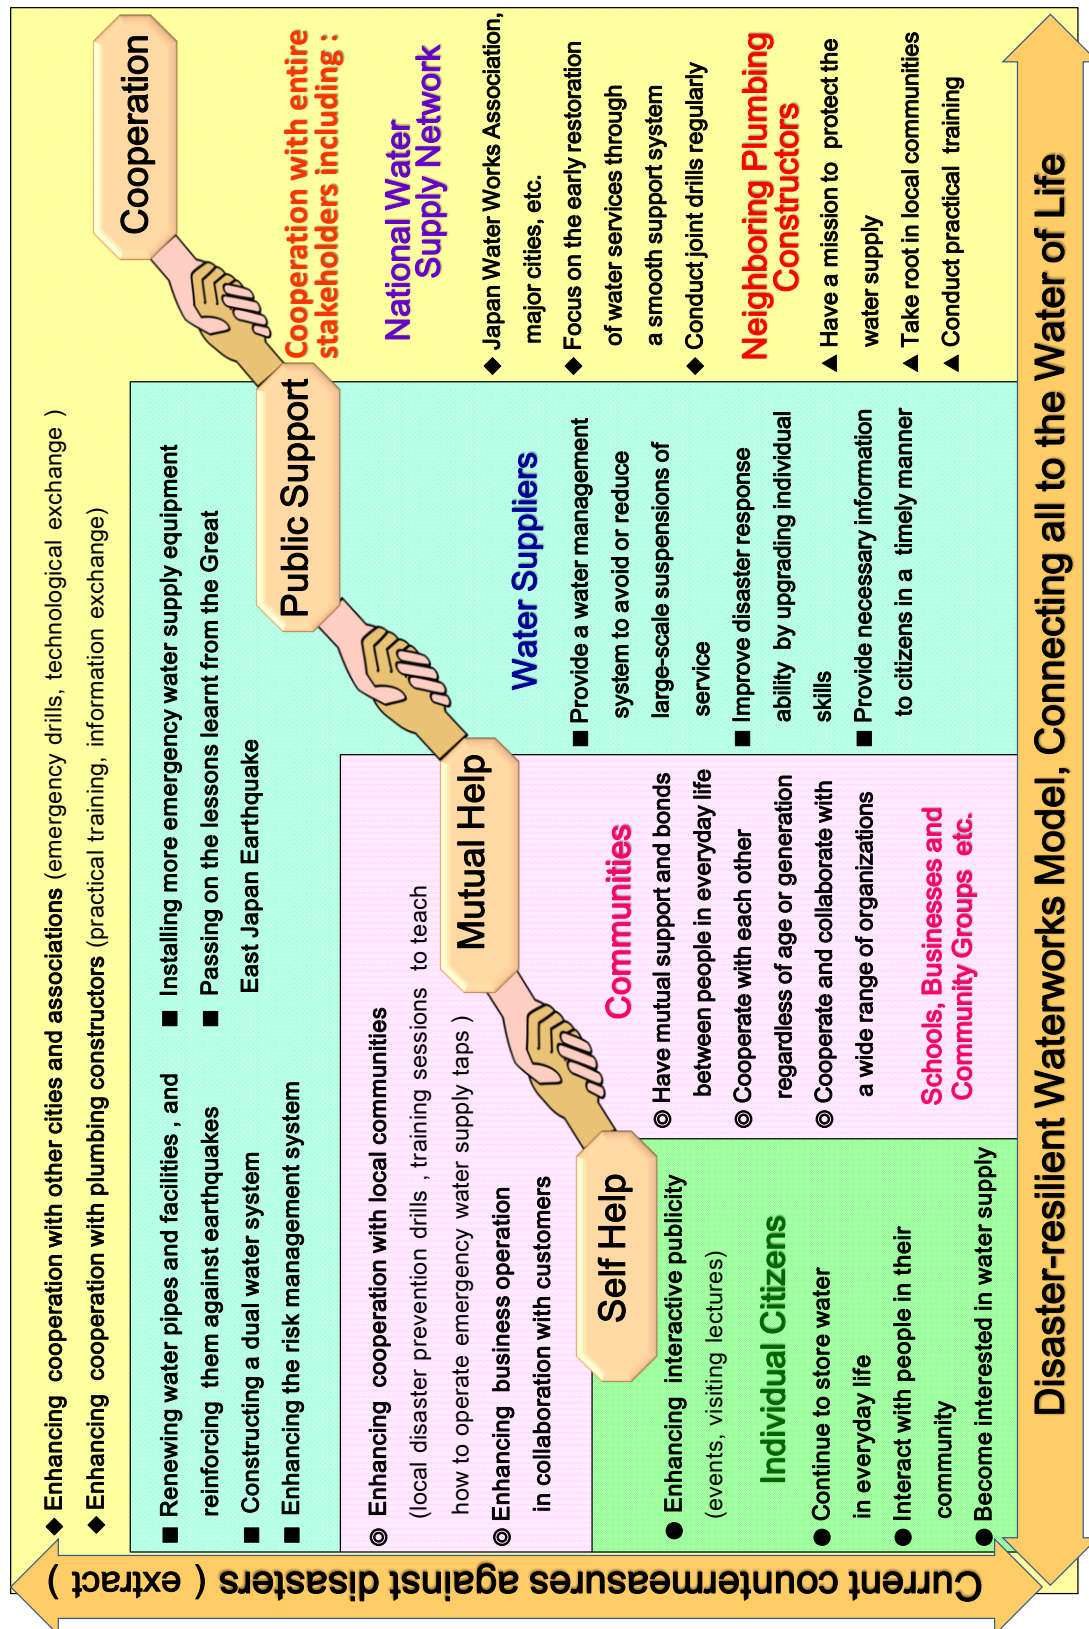 ◆ Enhancing cooperation with other cities and associations (emergency drills, technological exchange )
◆ Enhancing cooperation with plumbing constructors (practical training, information exchange)
Cooperation
■ Renewing water pipes and facilities , and
reinforcing them against earthquakes
■ Constructing a dual water system
■ Enhancing the risk management system
■ Installing more emergency water supply equipment
■ Passing on the lessons learnt from the Great
East Japan Earthquake
Public Support
Cooperation with entire
stakeholders including :
National Water
Supply Network
◆ Japan Water Works Association,
major cities, etc.
◆ Focus on the early restoration
of water services through
a smooth support system
◆ Conduct joint drills regularly
Neighboring Plumbing
Constructors
▲ Have a mission to protect the
water supply
▲ Take root in local communities
▲ Conduct practical training
◎ Enhancing cooperation with local communities
(local disaster prevention drills , training sessions to teach
how to operate emergency water supply taps )
◎ Enhancing business operation
in collaboration with customers
Mutual Help
Water Suppliers
■ Provide a water management
system to avoid or reduce
large-scale suspensions of
service
■ Improve disaster response
ability by upgrading individual
skills
■ Provide necessary information
to citizens in a timely manner
Self Help
Communities
◎ Have mutual support and bonds
between people in everyday life
◎ Cooperate with each other
regardless of age or generation
◎ Cooperate and collaborate with
a wide range of organizations
Schools, Businesses and
Community Groups etc.
● Enhancing interactive publicity
(events, visiting lectures)
Individual Citizens
● Continue to store water
in everyday life
● Interact with people in their
community
● Become interested in water supply
Current countermeasures against disasters ( extract )
Disaster-resilient Waterworks Model, Connecting all to the Water of Life